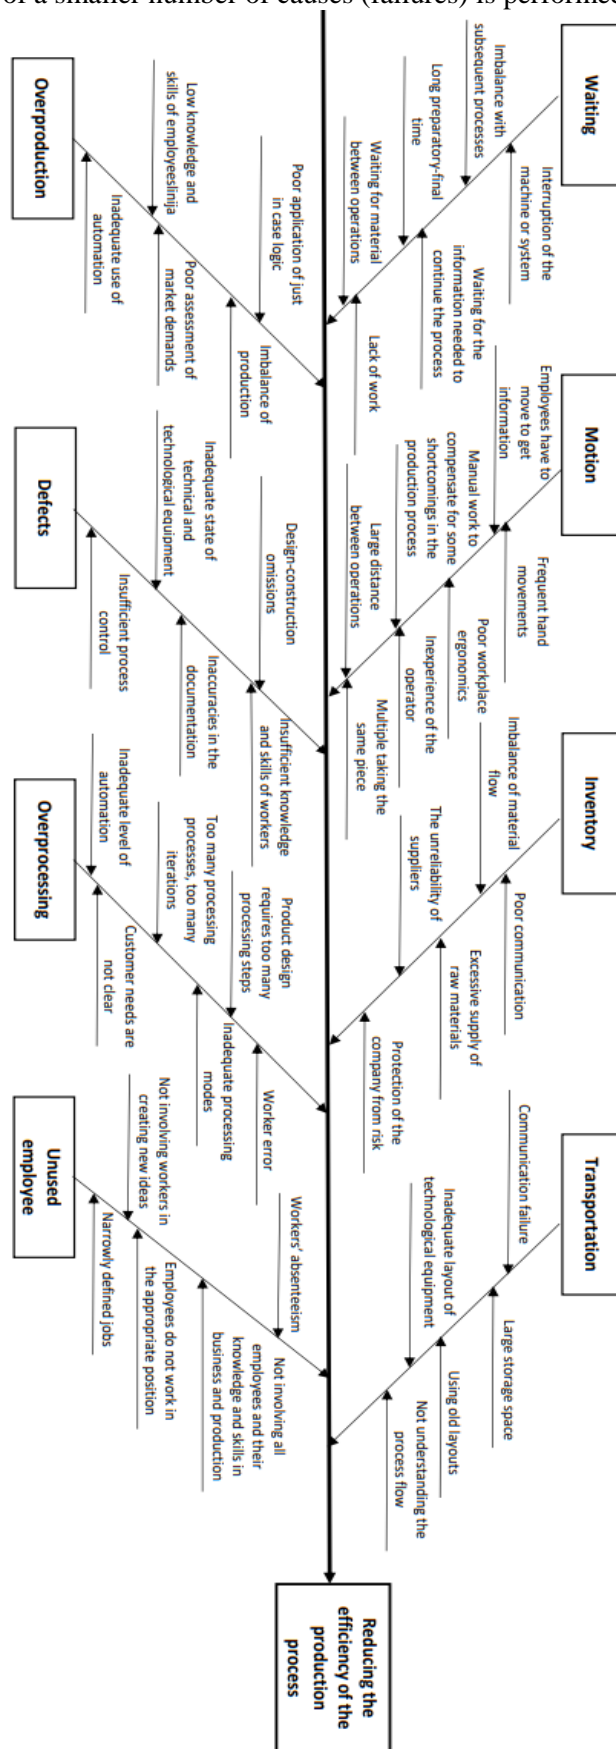 of a smaller number of causes (failures) is performed
Waiting
Imbalance with
subsequent processes
Interruption of the
machine or system
Long preparatory-final
time
Waiting for the
information needed to
continue the process
Waiting for material
between operations
Lack of work
Motion
Employees have to
move to get
information
Frequent hand
movements
Manual work to
compensate for some
shortcomings in the
production process
Poor workplace
ergonomics
Large distance
between operations
Inexperience of the
operator
Multiple taking the
same piece
Inventory
Imbalance of material
flow
Poor communication
The unreliability of
suppliers
Excessive supply of
raw materials
Protection of the
company from risk
Transportation
Communication failure
Large storage space
Inadequate layout of
technological equipment
Using old layouts
Not understanding the
process flow
Overproduction
Low knowledge and
skills of employeeslinija
Inadequate use of
automation
Poor application of just
in case logic
Poor assessment of
market demands
Imbalance of
production
Defects
Inadequate state of
technical and
technological equipment
Insufficient process
control
Design-construction
omissions
Inaccuracies in the
documentation
Insufficient knowledge
and skills of workers
Overprocessing
Inadequate level of
automation
Customer needs are
not clear
Too many processing
processes, too many
iterations
Product design
requires too many
processing steps
Inadequate processing
modes
Worker error
Unused
employee
Not involving workers in
creating new ideas
Narrowly defined jobs
Employees do not work in
the appropriate position
Workers' absenteeism
Not involving all
employees and their
knowledge and skills in
business and production
Reducing the
efficiency of the
production
process